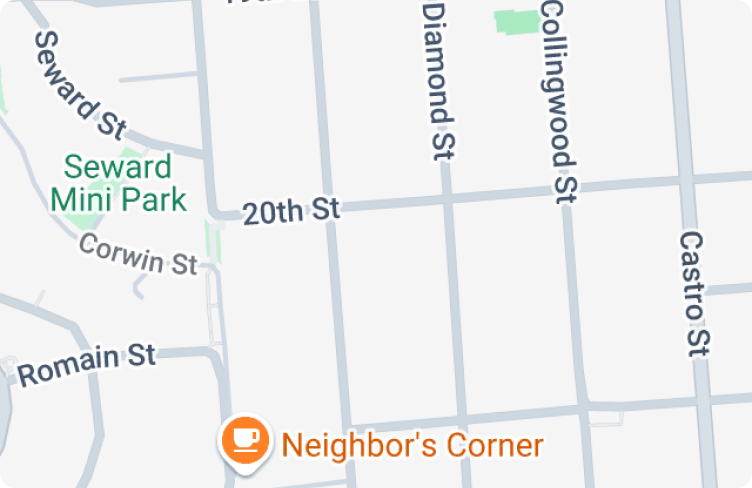 Diamond St
Collingwood St
Seward St
Seward
Mini Park
20th St
Corwin St
Castro St
Romain St
Neighbor's Corner